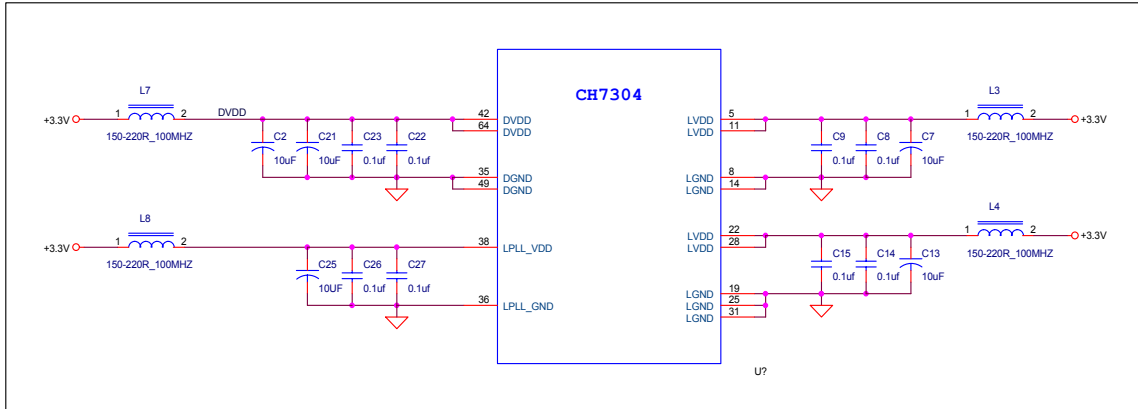 CH7304
L7
+3.3V
1
2
DVDD
150-220R_100MHZ
C2
10uF
C21
10uF
C23
0.1uf
C22
0.1uf
42
DVDD
64
DVDD
35
DGND
49
DGND
L8
+3.3V
1
2
150-220R_100MHZ
C25
10UF
C26
0.1uf
C27
0.1uf
38
LPLL_VDD
36
LPLL_GND
LVDD
5
LVDD
11
LGND
8
LGND
14
C9
0.1uf
C8
0.1uf
C7
10uF
L3
1
2
+3.3V
150-220R_100MHZ
LVDD
22
LVDD
28
LGND
19
LGND
25
LGND
31
C15
0.1uf
C14
0.1uf
C13
10uF
L4
1
2
+3.3V
150-220R_100MHZ
U?